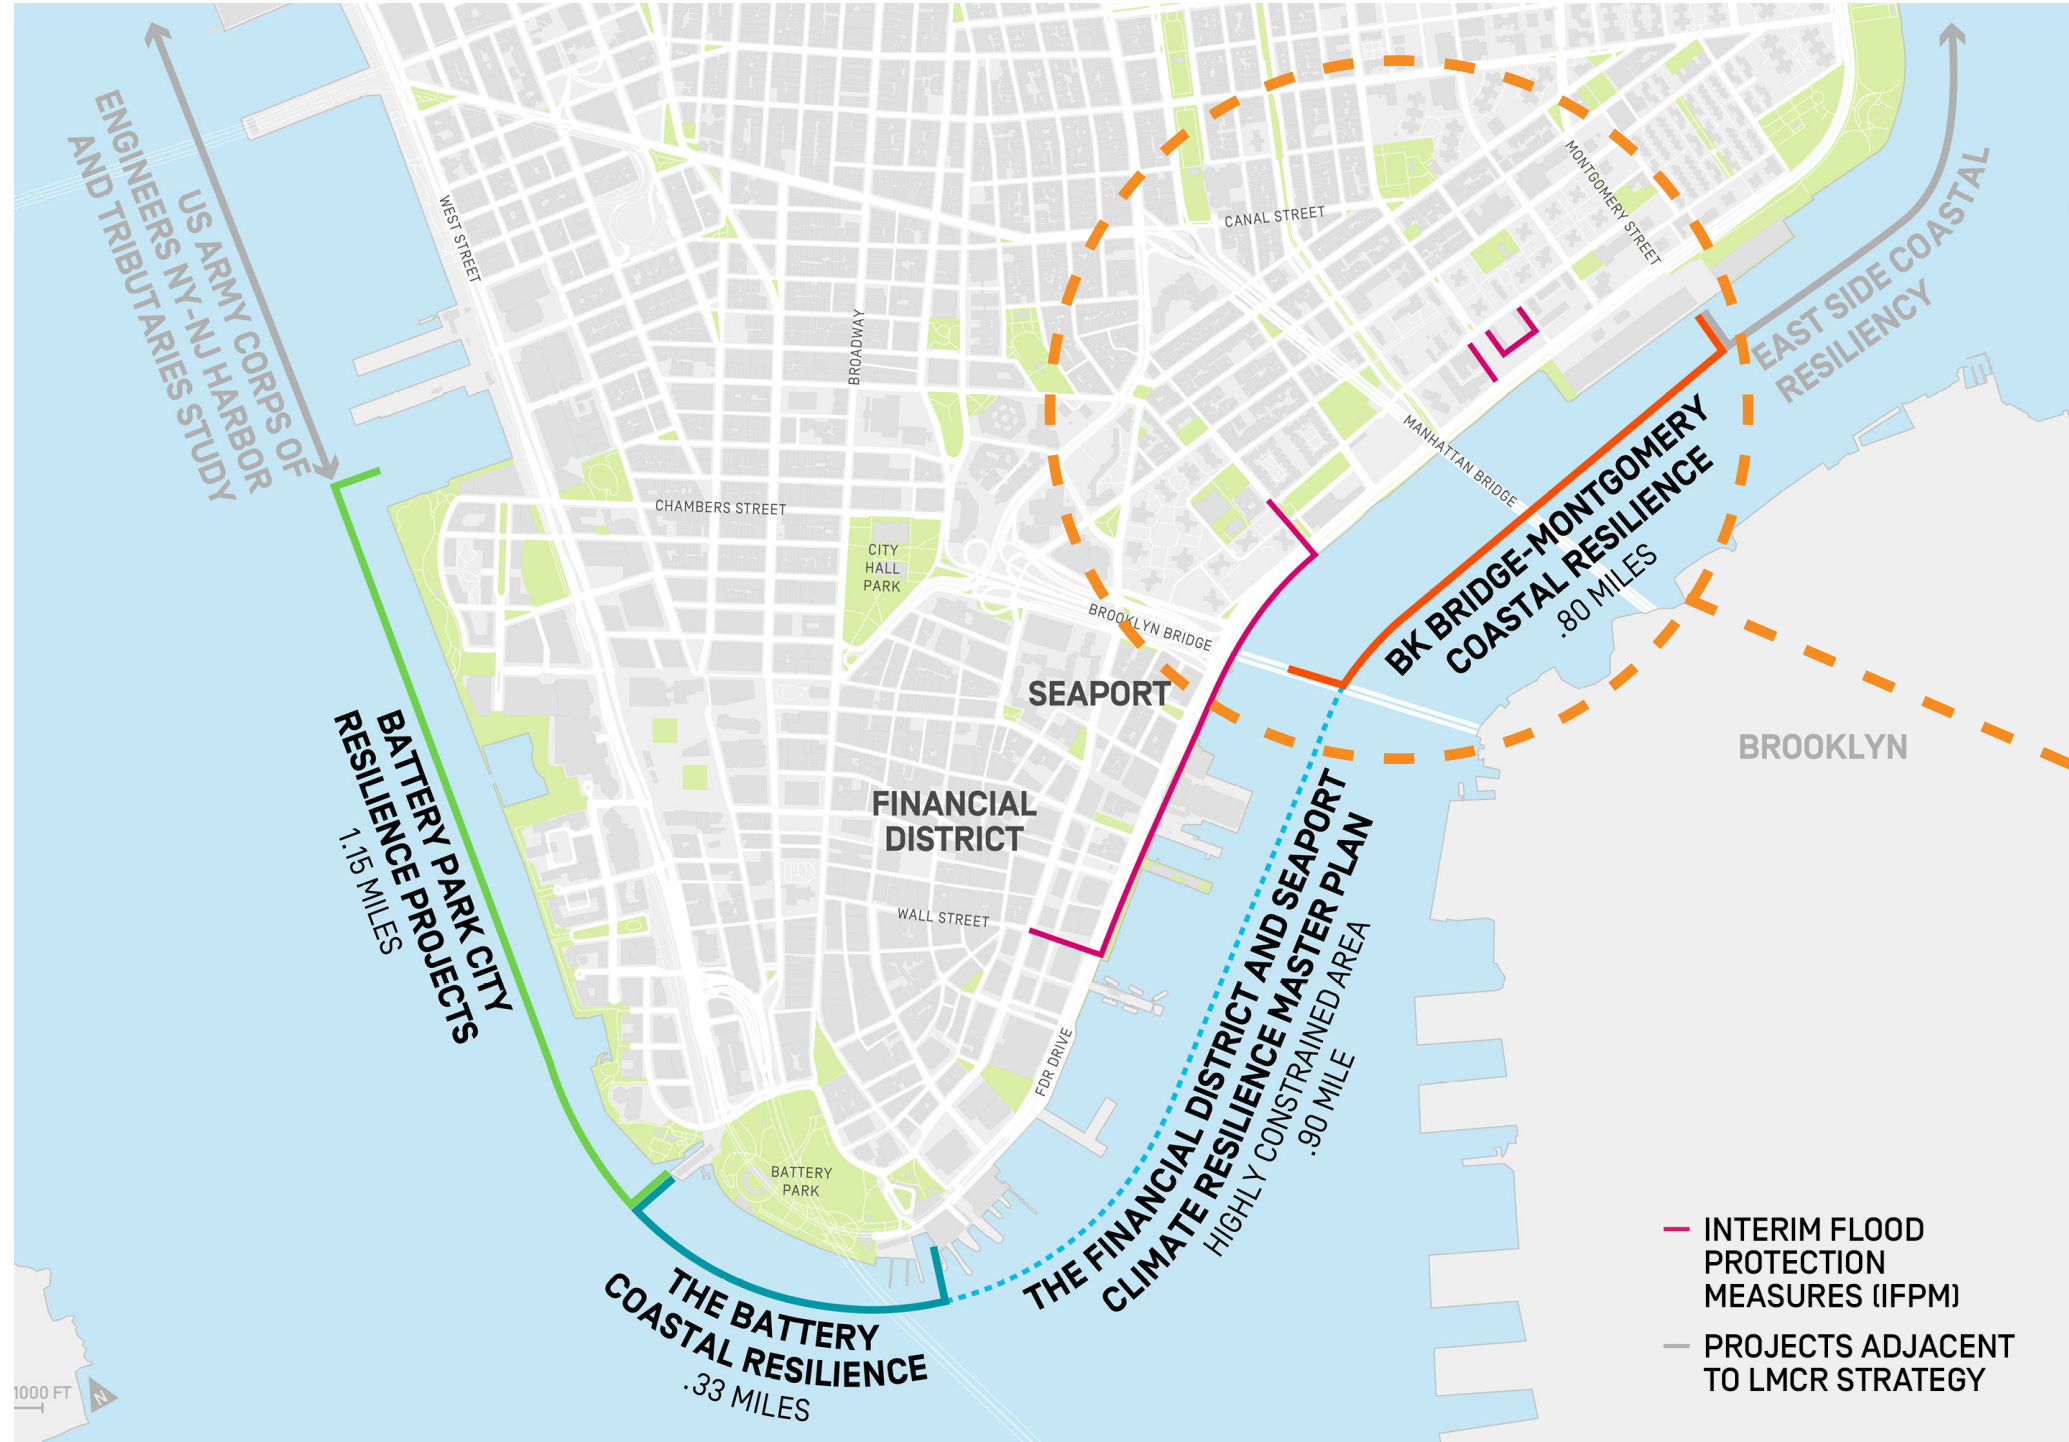 US ARMY CORPS OF
ENGINEERS NY-NJ HARBOR
AND TRIBUTARIES STUDY
WEST STREET
BROADWAY
CANAL STREET
MONTGOMERY STREET
EAST SIDE COASTAL
RESILIENCY
MANHATTAN BRIDGE
BK BRIDGE-MONTGOMERY
COASTAL RESILIENCE
.80 MILES
CHAMBERS STREET
CITY
HALL
PARK
BROOKLYN BRIDGE
SEAPORT
BROOKLYN
FINANCIAL
DISTRICT
BATTERY PARK CITY
RESILIENCE PROJECTS
1.15 MILES
WALL STREET
FDR DRIVE
THE FINANCIAL DISTRICT AND SEAPORT
CLIMATE RESILIENCE MASTER PLAN
HIGHLY CONSTRAINED AREA
.90 MILE
BATTERY
PARK
THE BATTERY
COASTAL RESILIENCE
.33 MILES
INTERIM FLOOD
PROTECTION
MEASURES (IFPM)
PROJECTS ADJACENT
TO LMCR STRATEGY
1000 FT
N